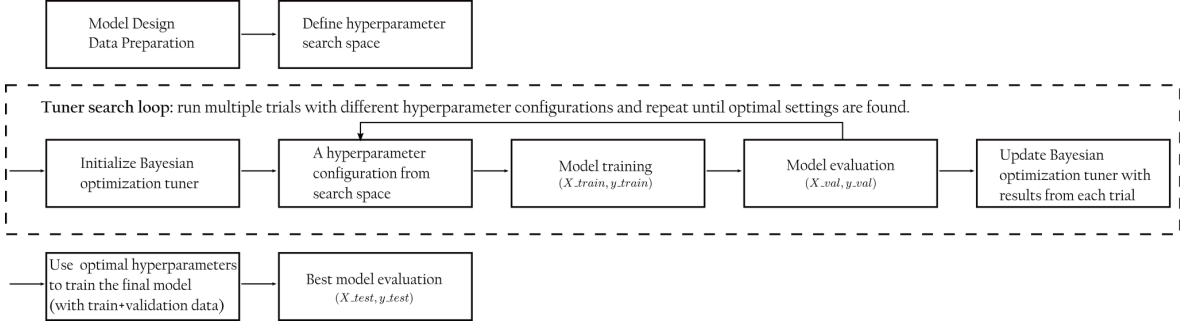 Model Design
Data Preparation
Define hyperparameter
search space
Tuner search loop: run multiple trials with different hyperparameter configurations and repeat until optimal settings are found.
Initialize Bayesian
optimization tuner
A hyperparameter
configuration from
search space
Model training
(X_train, y_train)
Model evaluation
(X_val, y_val)
Update Bayesian
optimization tuner with
results from each trial
Use optimal hyperparameters
to train the final model
(with train+validation data)
Best model evaluation
(X_test, y_test)